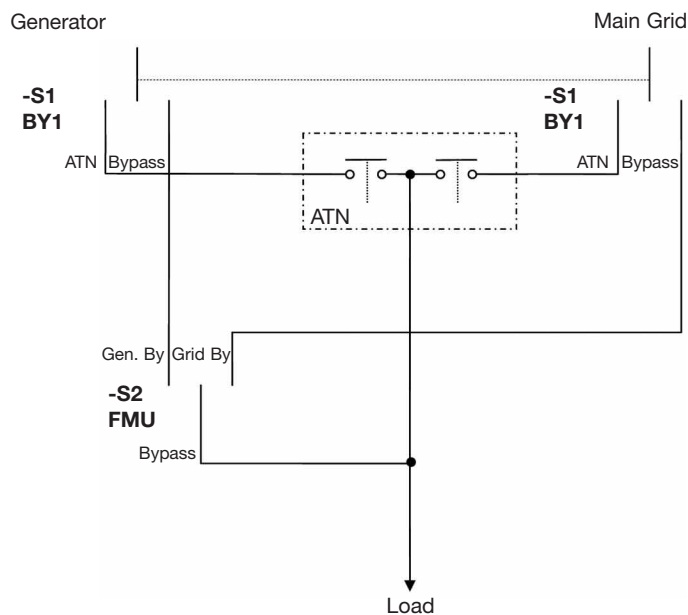 Generator
Main Grid
-S1
BY1
-S1
BY1
ATN
Bypass
ATN
Bypass
ATN
Gen. By
Grid By
-S2
FMU
Bypass
Load